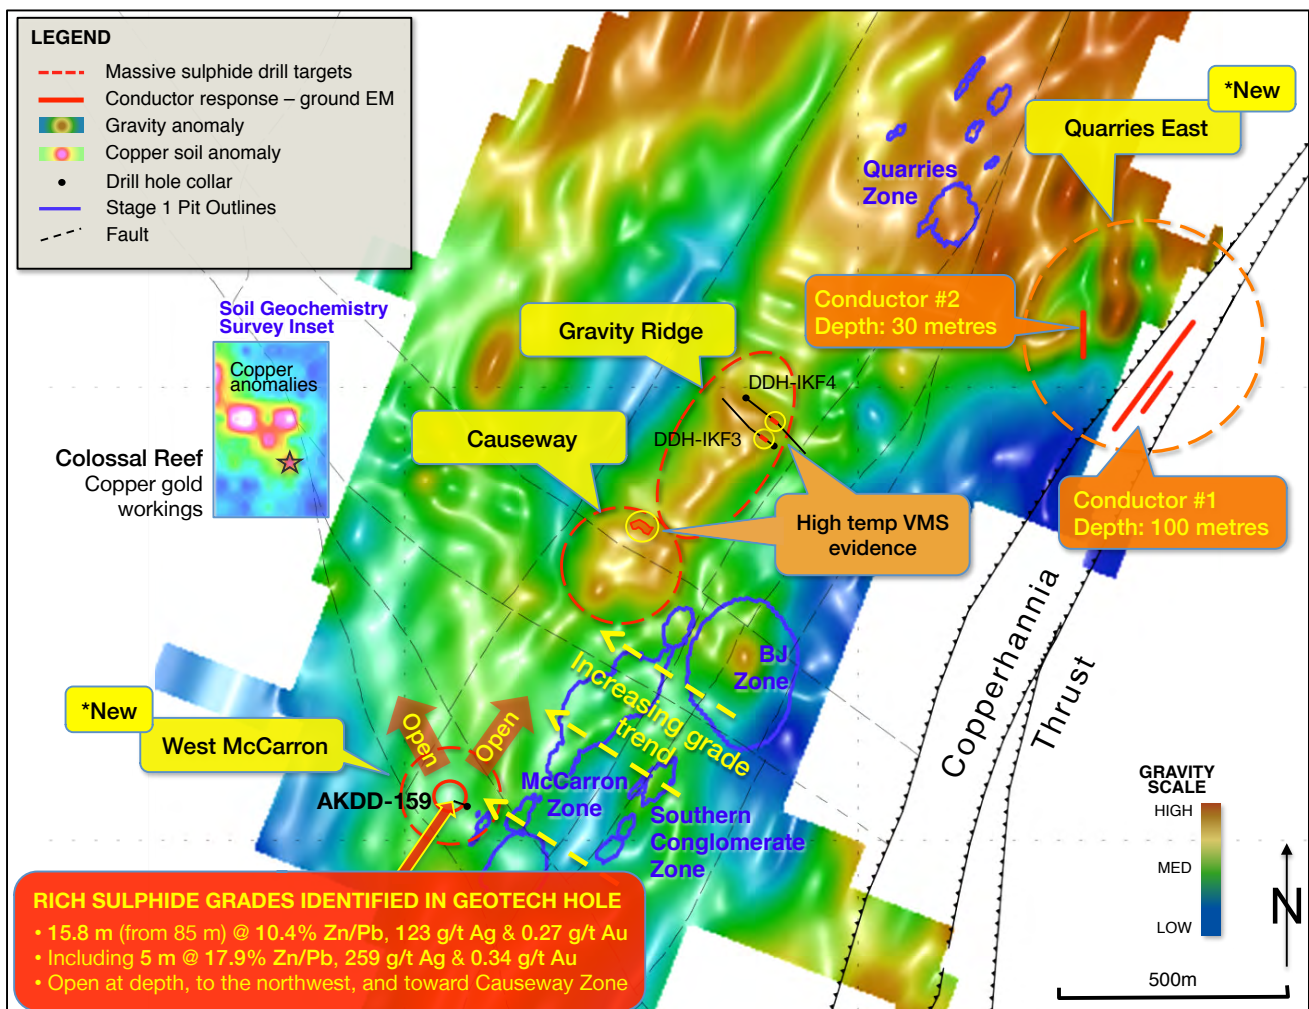 LEGEND
Massive sulphide drill targets
Conductor response – ground EM
Gravity anomaly
Copper soil anomaly
Drill hole collar
Stage 1 Pit Outlines
Fault
*New
Quarries East
Quarries
Zone
Conductor #2
Depth: 30 metres
Soil Geochemistry
Survey Inset
Copper
anomalies
Gravity Ridge
DDH-IKF4
DDH-IKF3
Causeway
Colossal Reef
Copper gold
workings
High temp VMS
evidence
Conductor #1
Depth: 100 metres
Copperhannia
Thrust
BJ
Zone
Increasing grade
trend
*New
West McCarron
Open
Open
AKDD-159
McCarron
Zone
Southern
Conglomerate
Zone
GRAVITY
SCALE
HIGH
MED
LOW
N
500m
RICH SULPHIDE GRADES IDENTIFIED IN GEOTECH HOLE
• 15.8 m (from 85 m) @ 10.4% Zn/Pb, 123 g/t Ag & 0.27 g/t Au
• Including 5 m @ 17.9% Zn/Pb, 259 g/t Ag & 0.34 g/t Au
• Open at depth, to the northwest, and toward Causeway Zone